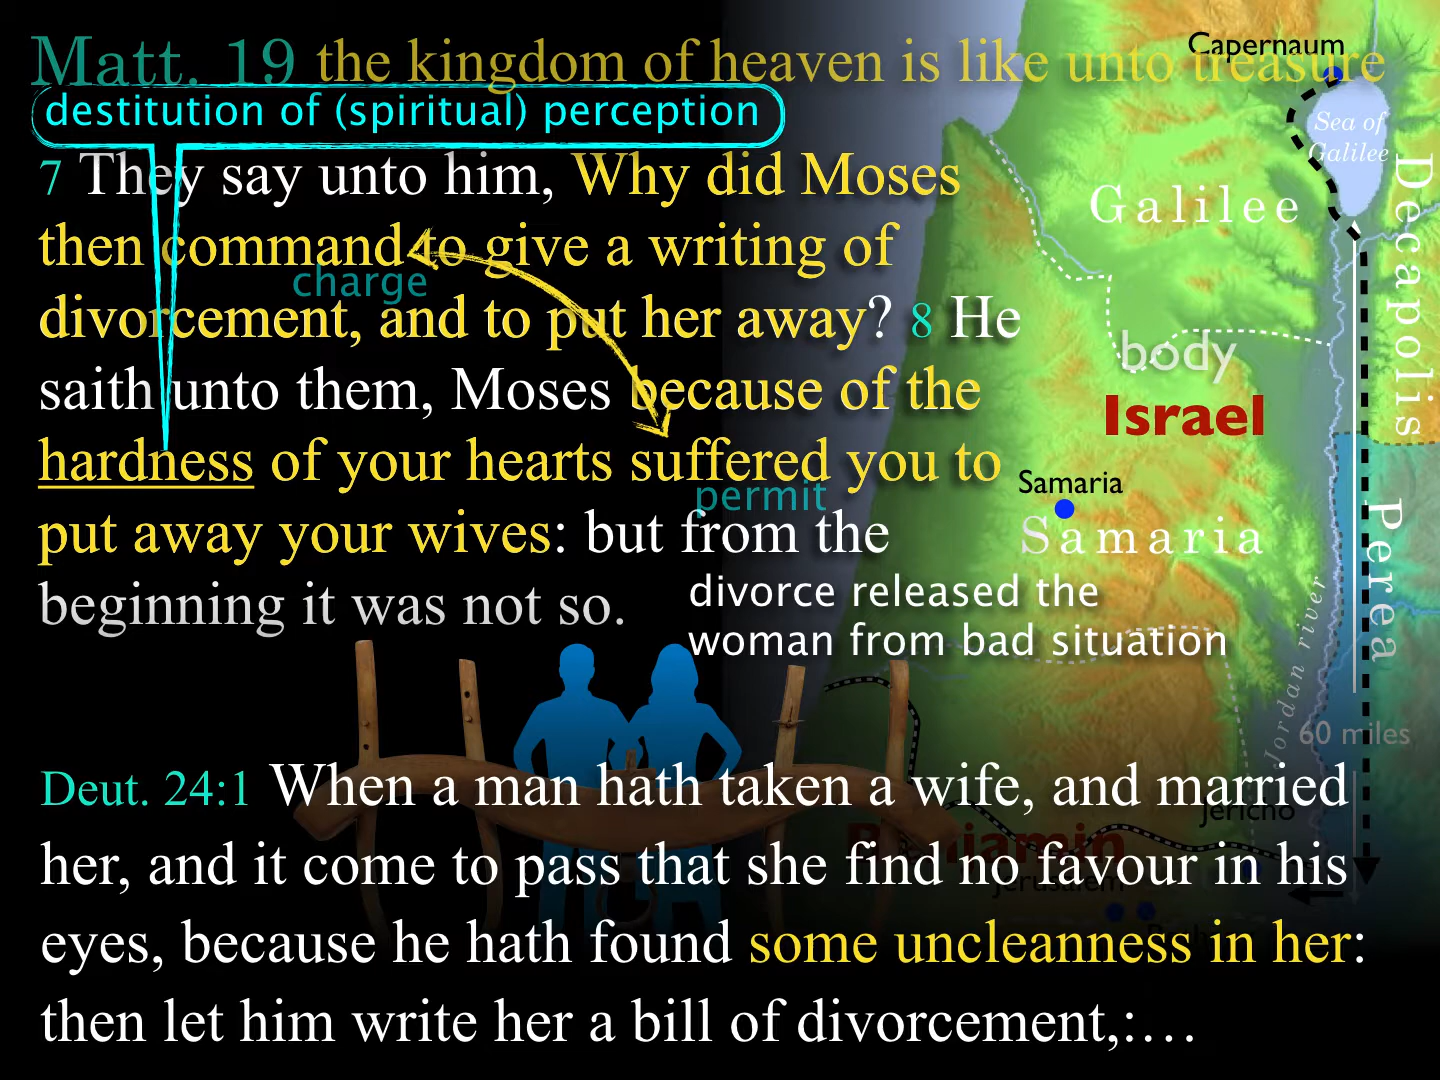 Matt. 19 the kingdom of heaven is like unto treasure
destitution of (spiritual) perception
7 They say unto him, Why did Moses
then command to give a writing of
charge
divorcement, and to put her away? 8 He
saith unto them, Moses because of the
hardness of your hearts suffered you to
permit
put away your wives: but from the
beginning it was not so.
divorce released the
woman from bad situation
Deut. 24:1 When a man hath taken a wife, and married
her, and it come to pass that she find no favour in his
eyes, because he hath found some uncleanness in her:
then let him write her a bill of divorcement,:…
Capernaum
Sea of
Galilee
Galilee
Decapolis
body
Israel
Samaria
Samaria
Perea
Jordan river
60 miles
Jericho
Benjamin
Jerusalem